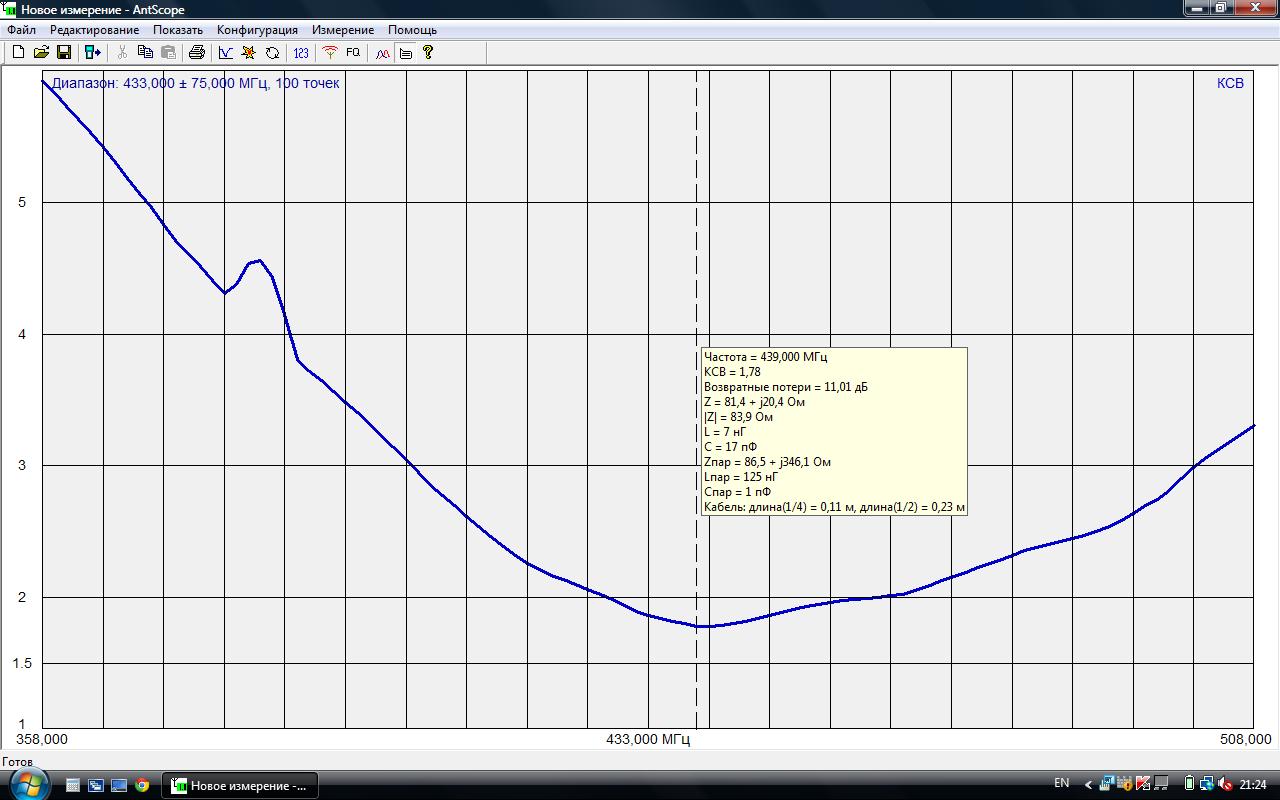 Новое измерение - AntScope
Файл Редактирование Показать Конфигурация Измерение Помощь
123 FQ ?
Диапазон: 433,000 ± 75,000 МГц, 100 точек
КСВ
5
4
3
2
1.5
1
Частота = 439,000 МГц
КСВ = 1,78
Возвратные потери = 11,01 дБ
Z = 81,4 + j20,4 Ом
|Z| = 83,9 Ом
L = 7 нГ
C = 17 пФ
Zпар = 86,5 + j346,1 Ом
Lпар = 125 нГ
Cпар = 1 пФ
Кабель: длина(1/4) = 0,11 м, длина(1/2) = 0,23 м
358,000
433,000 МГц
508,000
Готов
Новое измерение -...
EN
21:24